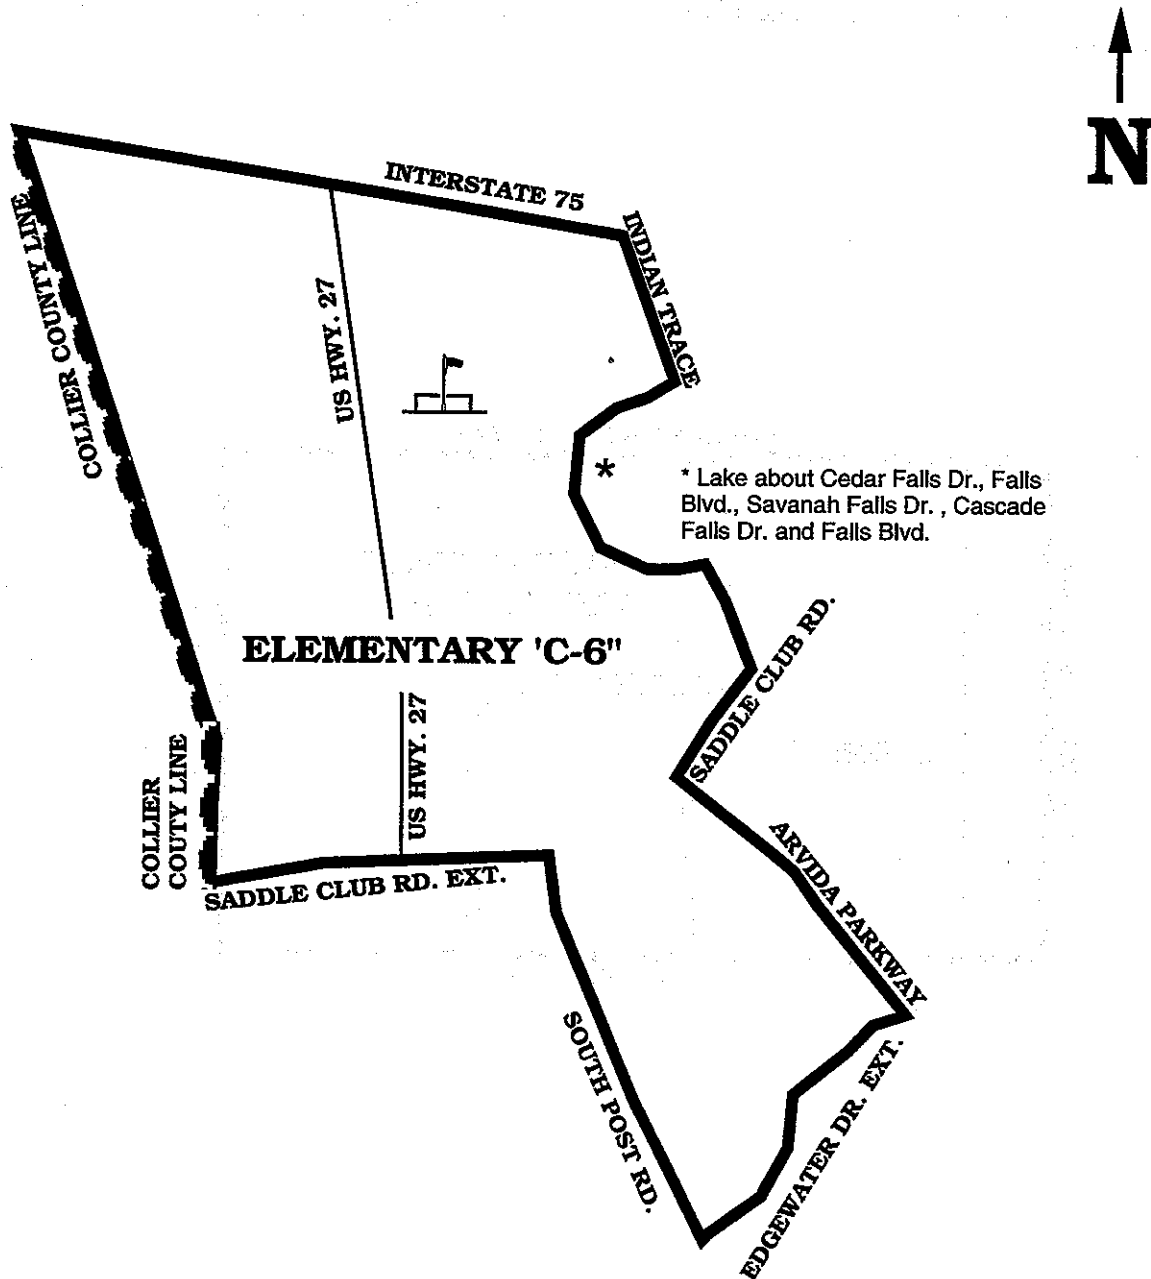 N
INTERSTATE 75
INDIAN TRACE
COLLIER COUNTY LINE
US HWY. 27
*
* Lake about Cedar Falls Dr., Falls
Blvd., Savanah Falls Dr. , Cascade
Falls Dr. and Falls Blvd.
SADDLE CLUB RD.
ELEMENTARY 'C-6"
US HWY. 27
COLLIER
COUTY LINE
ARVIDA PARKWAY
SADDLE CLUB RD. EXT.
SOUTH POST RD.
EDGEWATER DR. EXT.